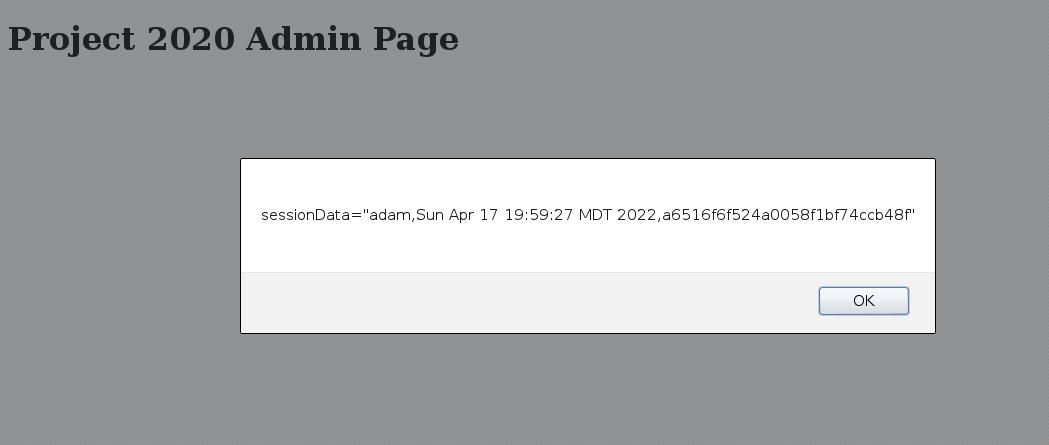 Project 2020 Admin Page
sessionData="adam,Sun Apr 17 19:59:27 MDT 2022,a6516f6f524a0058f1bf74ccb48f"
OK